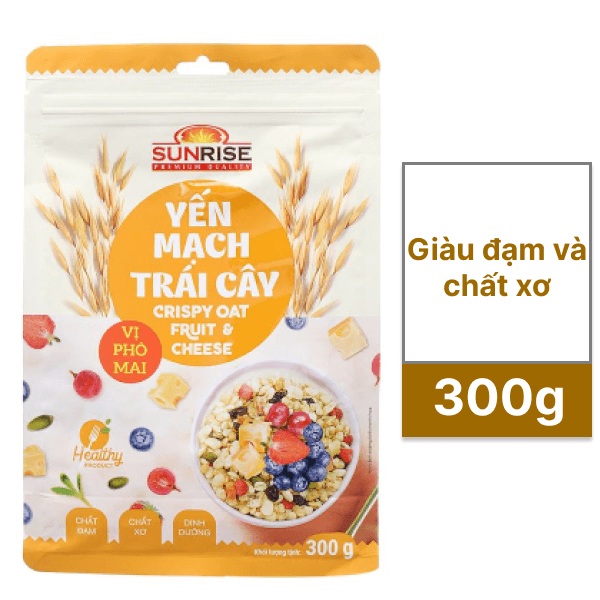 SUNRISE
PREMIUM QUALITY
YẾN
MẠCH
TRÁI CÂY
CRISPY OAT
FRUIT &
CHEESE
VỊ
PHÔ
MAI
Healthy
PRODUCT
CHẤT
ĐẠM
CHẤT
XƠ
DINH
DƯỠNG
Khối lượng tịnh: 300 g
Giàu đạm và
chất xơ
300g